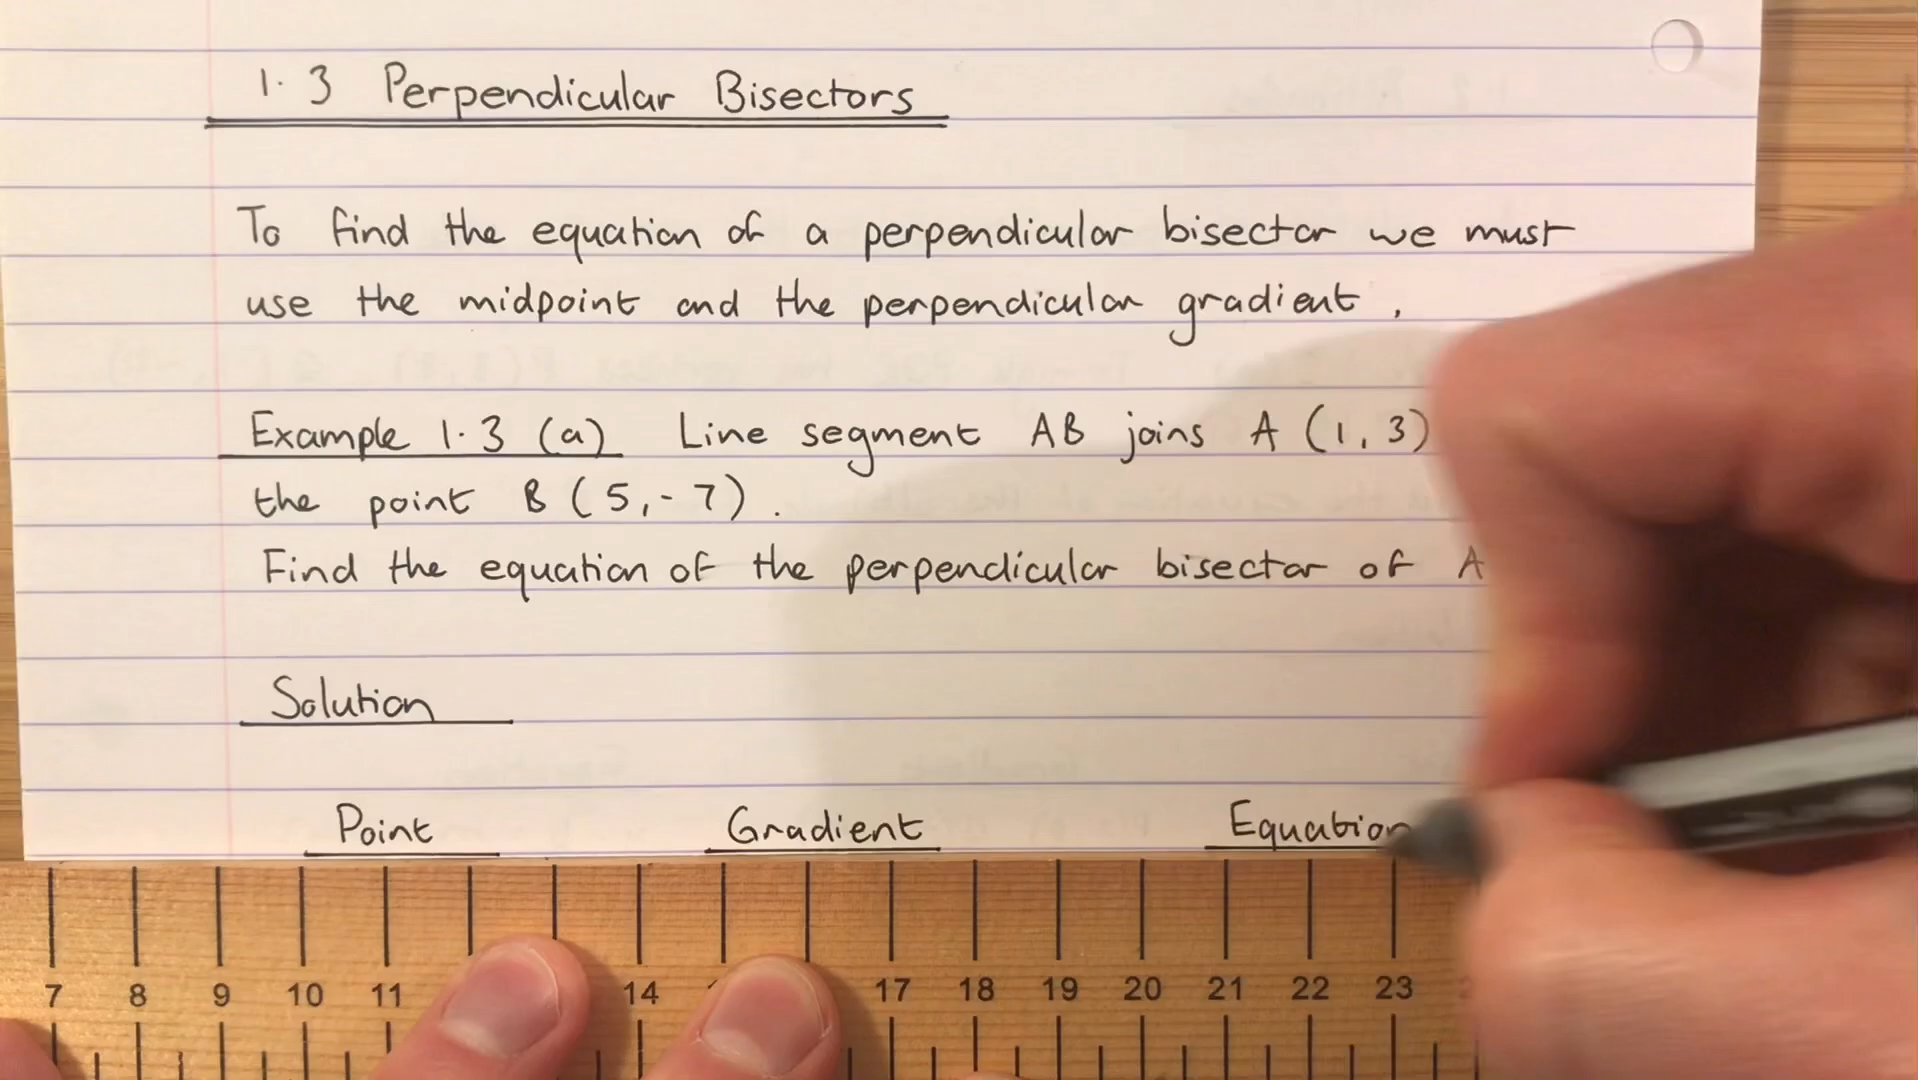 1.3 Perpendicular Bisectors
To find the equation of a perpendicular bisector we must
use the midpoint and the perpendicular gradient.
Example 1.3 (a) Line segment AB joins A (1, 3)
the point B (5, -7).
Find the equation of the perpendicular bisector of A
Solution
Point Gradient Equation
7 8 9 10 11 14 17 18 19 20 21 22 23